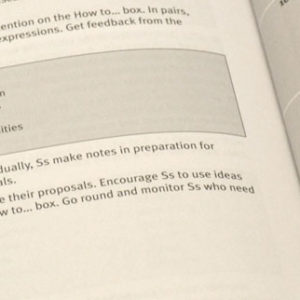 ention on the How to... box. In pairs,
expressions. Get feedback from the
n
ities
dually, Ss make notes in preparation for
als.
e their proposals. Encourage Ss to use ideas
w to... box. Go round and monitor Ss who need